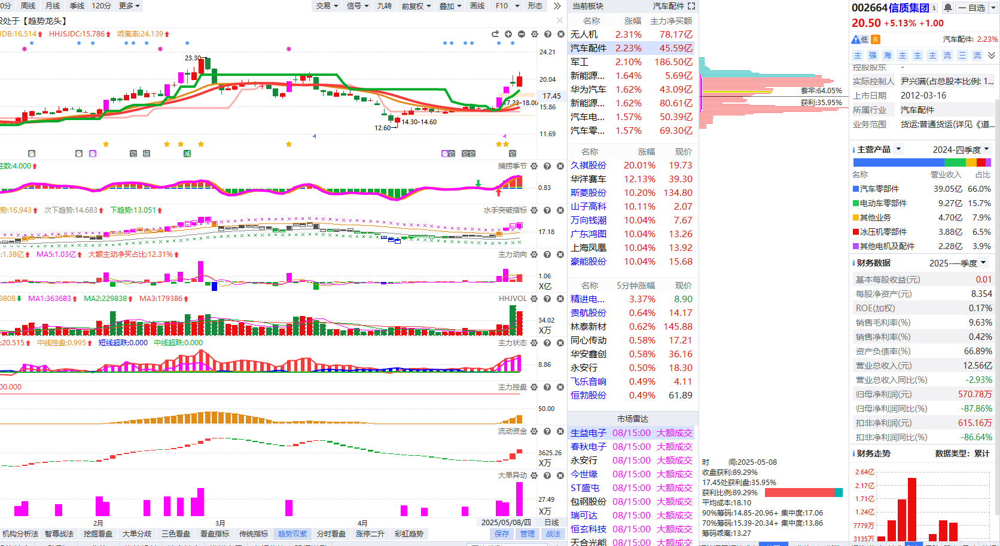 0分 周线 月线 季线 120分 更多 交易 信号 九转 前复权 叠加 画线 F10 形态
处于【趋势龙头】
JDB:16.514 HHJSJDC:15.786 乖离率:24.139
23.30
12.60
14.30-14.60
17.23-18.00
24.21
20.04
17.45
15.86
11.69
柱数:4.000 捕捞季节
0.83
势:16.943 次下趋势:14.683 下趋势:13.051 水手突破指标
17.18
:1.38亿 MA5:1.03亿 大额主动净买占比:12.31% 主力动向
1.06
X亿
9808 MA1:363683 MA2:229838 MA3:179386 HHJVOL
34.02
X万
:20.515 中线控盘:0.995 短线超跌:0.000 中线超跌:0.000 主力状态
8.86
00.000 主力控盘
50.00
流动资金
3625.26
X万
大单异动
27.49
X万
2月 3月 4月 2025/05/08/四 日线
机构分析法 智尊战法 挖掘看盘 大单分歧 三色看盘 看盘指标 传统指标 趋势双紫 分时看盘 涨停二升 彩虹趋势 保存 管理 战法
当前板块 汽车配件
名称 涨幅 主力净买额
无人机 2.31% 78.17亿
汽车配件 2.23% 45.59亿
军工 2.10% 186.50亿
新能源... 1.64% 5.69亿
华为汽车 1.62% 43.09亿
新能源... 1.62% 80.61亿
汽车电... 1.57% 50.39亿
汽车零... 1.57% 69.30亿
名称 涨幅 现价
久祺股份 20.01% 19.73
华洋赛车 12.13% 39.30
斯菱股份 10.20% 134.80
山子高科 10.11% 2.07
万向钱潮 10.04% 7.67
广东鸿图 10.04% 13.26
上海凤凰 10.04% 13.92
豪能股份 10.04% 15.68
名称 5分钟涨幅 现价
精进电... 3.37% 8.90
贵航股份 0.64% 14.17
林泰新材 0.62% 145.88
同心传动 0.58% 17.21
华安鑫创 0.58% 36.16
永安行 0.50% 18.30
飞乐音响 0.49% 4.11
恒勃股份 0.49% 61.89
市场雷达
生益电子 08/15:00 大额成交
春秋电子 08/15:00 大额成交
永安行 08/15:00 大额成交
今世缘 08/15:00 大额成交
ST盛屯 08/15:00 大额成交
包钢股份 08/15:00 大额成交
瑞可达 08/15:00 大额成交
恒玄科技 08/15:00 大额成交
天合光能 08/15:00 大额成交
套牢:64.05%
获利:35.95%
时 间:2025-05-08
收盘获利:89.29%
17.45处获利盘:35.95%
获利比例:89.29%
平均成本:18.10
90%筹码:14.85-20.96+ 集中度:17.06
70%筹码:15.39-20.34+ 集中度:13.86
筹码乖离:13.27
002664信质集团 自选
20.50 +5.13% +1.00
低 R 汽车配件: 2.23%
主 强 海 主 主 主 流 三 流
控股股东 -
实际控制人 尹兴满(占总股本比例: 1...
上市日期 2012-03-16
所属行业 汽车配件
业务范围 货运:普通货运(详见《道...
主营产品 2024-四季度
名称 营业收入 占比
汽车零部件 39.05亿 66.0%
电动车零部件 9.27亿 15.7%
其他业务 4.70亿 7.9%
冰压机零部件 3.88亿 6.5%
其他电机及配件 2.28亿 3.9%
财务数据 2025-一季度
基本每股收益(元) 0.01
每股净资产(元) 8.354
ROE(加权) 0.17%
销售毛利率(%) 9.63%
销售净利率(%) 0.42%
资产负债率(%) 66.89%
营业总收入(元) 12.56亿
营业总收入同比(%) -2.93%
归母净利润(元) 570.78万
归母净利润同比(%) -87.86%
扣非净利润(元) 615.16万
扣非净利润同比(%) -86.64%
财务走势 数据类型: 累计
2.64亿
2.17亿
1.71亿
1.24亿
7779万
3135万